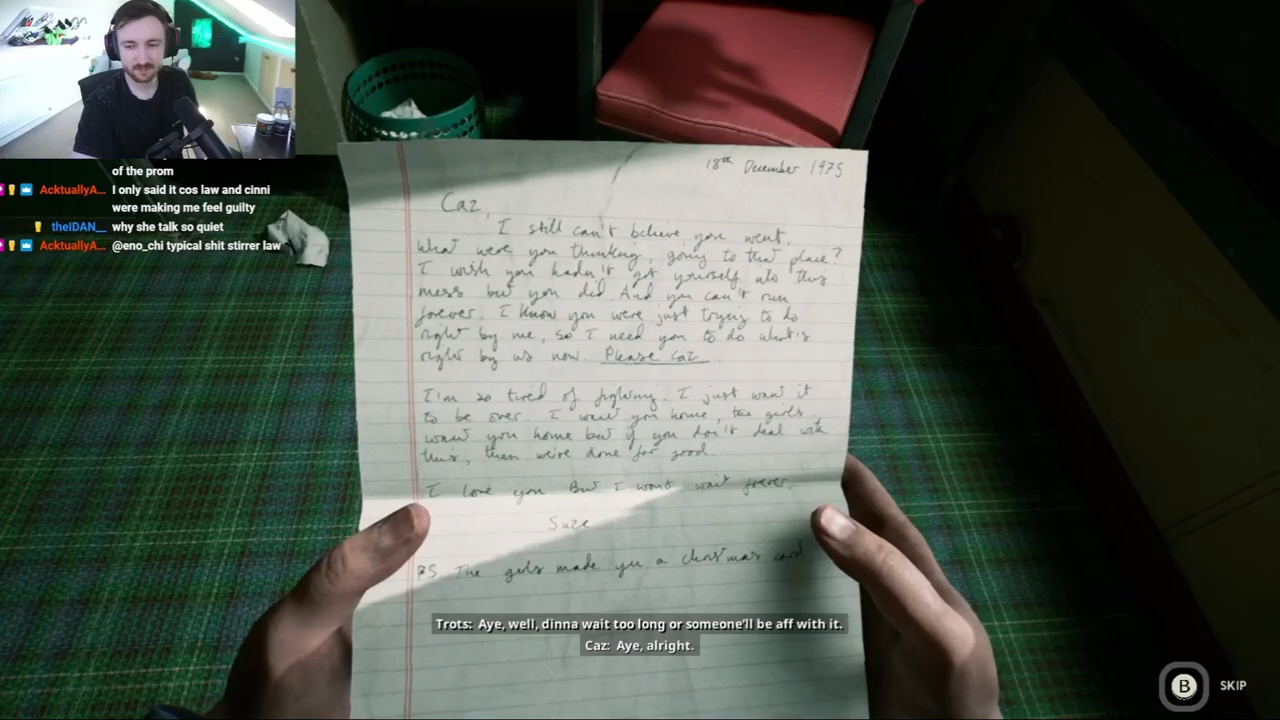 of the prom
AcktuallyA... I only said it cos law and cinni
were making me feel guilty
theIDAN__ why she talk so quiet
AcktuallyA... @eno_chi typical shit stirrer law
18th December 1975
Caz,
I still can't believe you went.
What were you thinking, going to that place?
I wish you hadn't got yourself into this
mess but you did. And you can't run
forever. I know you were just trying to do
right by me, so I need you to do what's
right by us now. Please Caz.
I'm so tired of fighting. I just want it
to be over. I want you home, the girls
want you home but if you don't deal with
this, then we're done for good.
I love you But I won't wait forever.
Suze
PS The girls made you a christmas card
Trots: Aye, well, dinna wait too long or someone'll be aff with it.
Caz: Aye, alright.
B SKIP